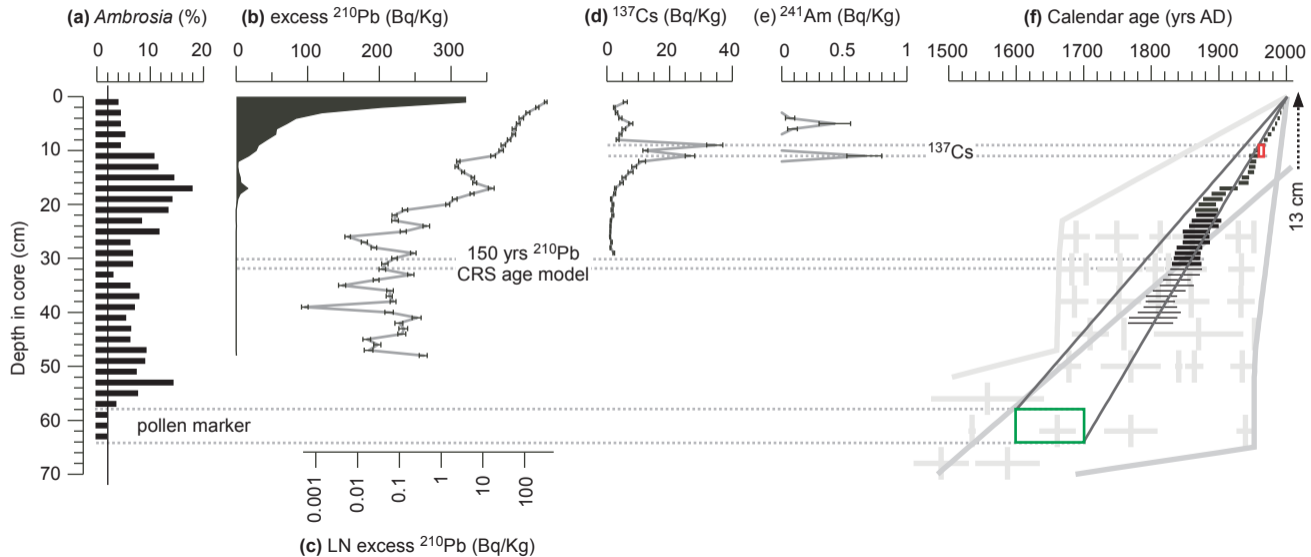 (a) Ambrosia (%)
(b) excess ²¹⁰Pb (Bq/Kg)
(d) ¹³⁷Cs (Bq/Kg)
(e) ²⁴¹Am (Bq/Kg)
(f) Calendar age (yrs AD)
0 10 20
0 100 200 300
0 20 40
0 0.5 1
1500 1600 1700 1800 1900 2000
Depth in core (cm)
0
10
20
30
40
50
60
70
¹³⁷Cs
13 cm
150 yrs ²¹⁰Pb
CRS age model
pollen marker
0.001 0.01 0.1 10 100
(c) LN excess ²¹⁰Pb (Bq/Kg)